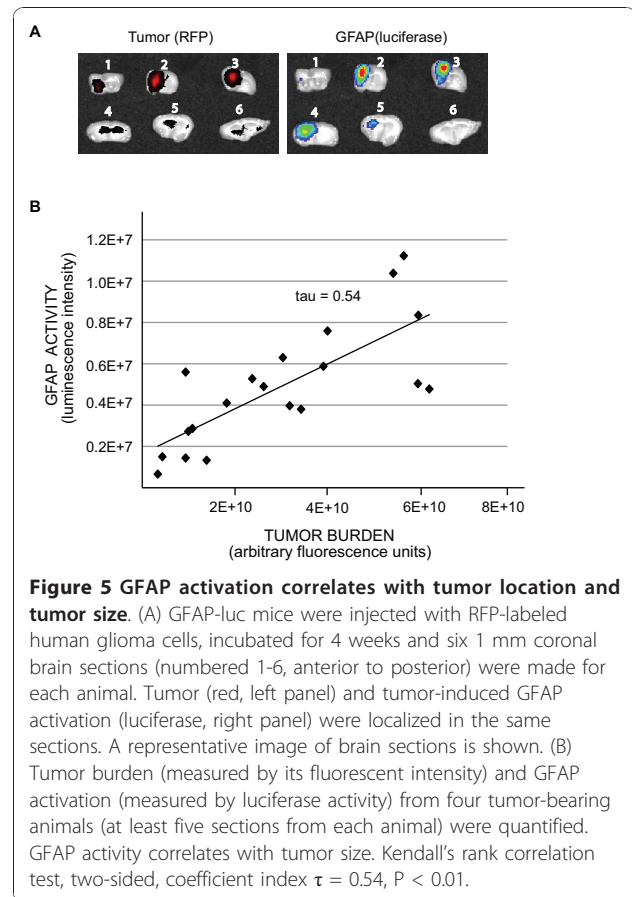 A
Tumor (RFP)
GFAP(luciferase)
1 2 3
4 5 6
1 2 3
4 5 6
B
1.2E+7
1.0E+7
0.8E+7
0.6E+7
0.4E+7
0.2E+7
GFAP ACTIVITY
(luminescence intensity)
tau = 0.54
2E+10 4E+10 6E+10 8E+10
TUMOR BURDEN
(arbitrary fluorescence units)
Figure 5 GFAP activation correlates with tumor location and
tumor size. (A) GFAP-luc mice were injected with RFP-labeled
human glioma cells, incubated for 4 weeks and six 1 mm coronal
brain sections (numbered 1-6, anterior to posterior) were made for
each animal. Tumor (red, left panel) and tumor-induced GFAP
activation (luciferase, right panel) were localized in the same
sections. A representative image of brain sections is shown. (B)
Tumor burden (measured by its fluorescent intensity) and GFAP
activation (measured by luciferase activity) from four tumor-bearing
animals (at least five sections from each animal) were quantified.
GFAP activity correlates with tumor size. Kendall's rank correlation
test, two-sided, coefficient index τ = 0.54, P < 0.01.